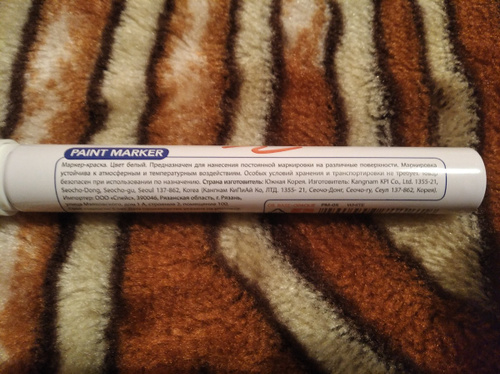 PAINT MARKER
Маркер-краска. Цвет белый. Предназначен для нанесения постоянной маркировки на различные поверхности. Маркировка
устойчива к атмосферным и температурным воздействиям. Особых условий хранения и транспортировки не требует. Товар
безопасен при использовании по назначению. Страна изготовитель: Южная Корея. Изготовитель: Kangnam KPI Co., Ltd. 1355-21,
Seocho-Dong, Seocho-gu, Seoul 137-862, Korea (Кангнам КиПиАй Ко, ЛТД. 1355- 21, Сеочо-Донг, Сеочо-гу, Сеул 137-862, Корея)
Импортер: ООО 390046, Рязанская область, г. Рязань,